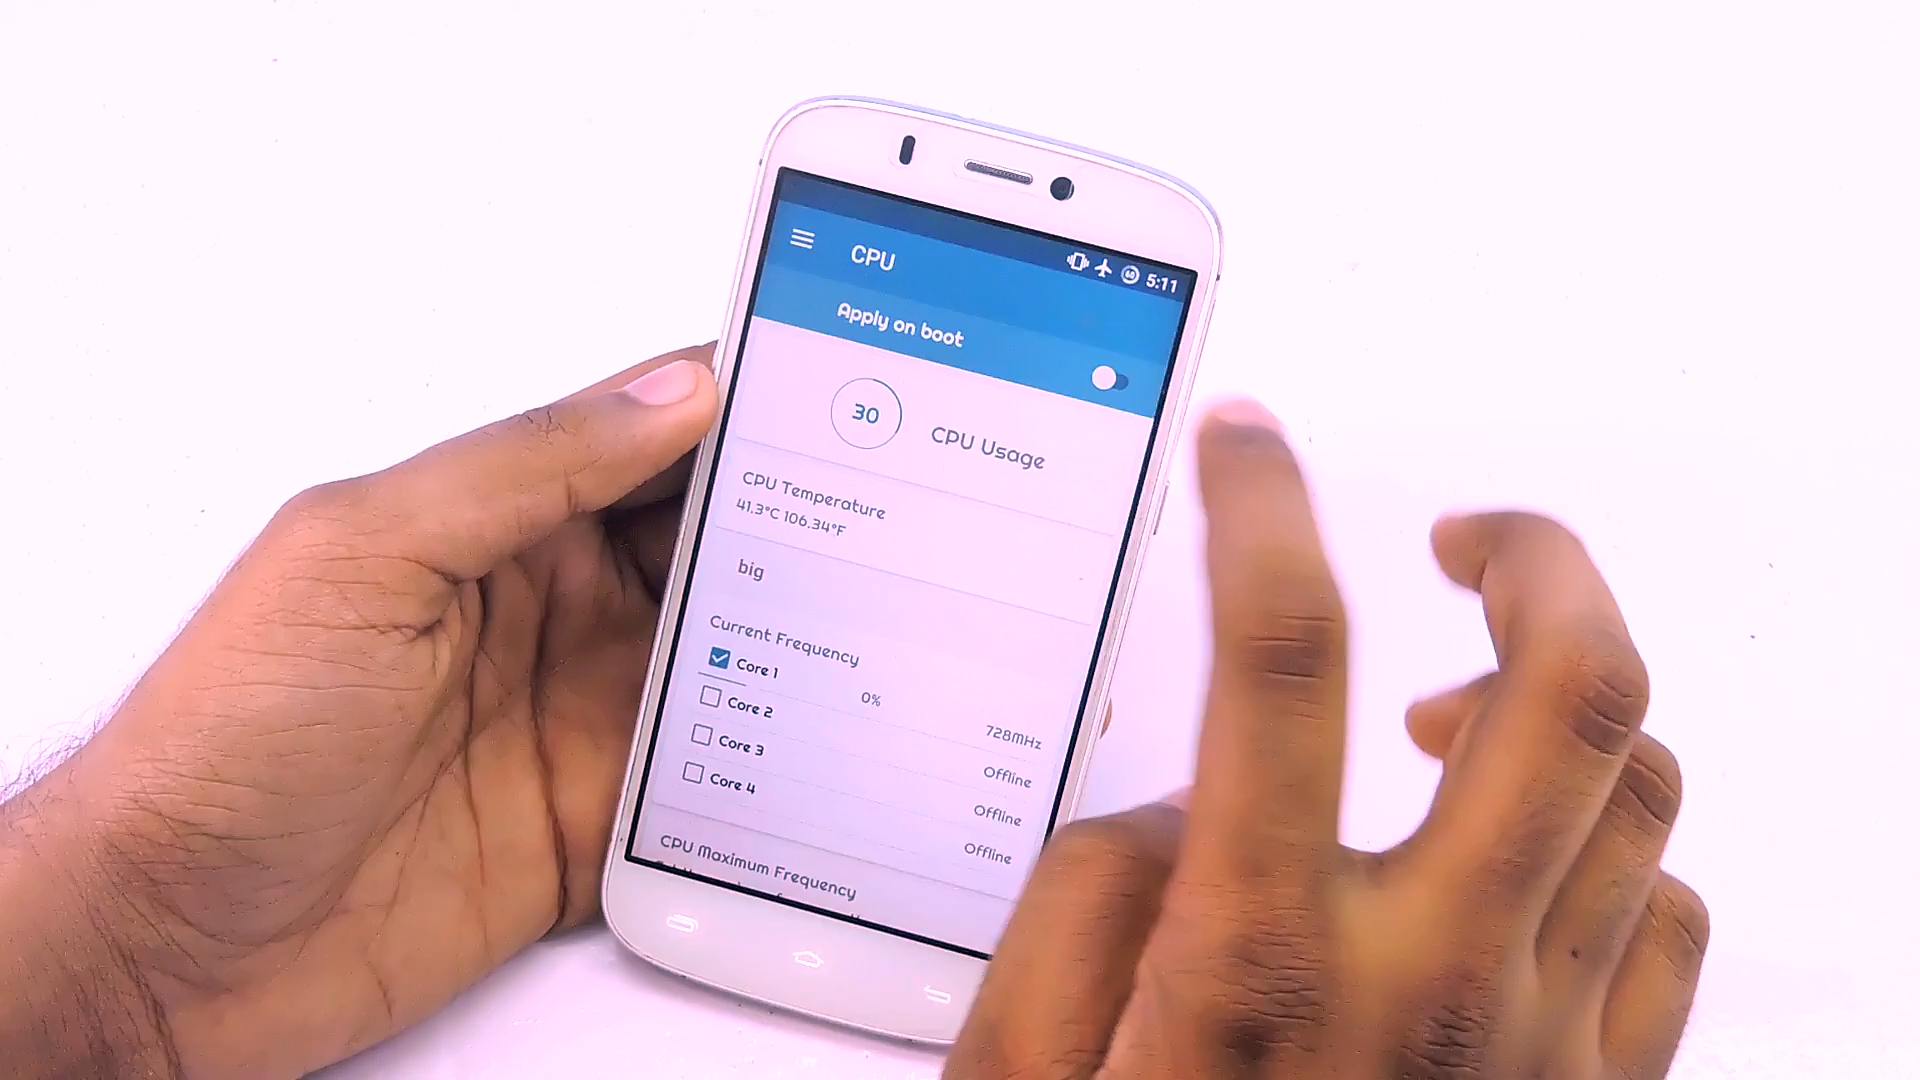 60 5:11
CPU
Apply on boot
30 CPU Usage
CPU Temperature
41.3°C 106.34°F
big
Current Frequency
Core 1 0% 728MHz
Core 2 Offline
Core 3 Offline
Core 4 Offline
CPU Maximum Frequency